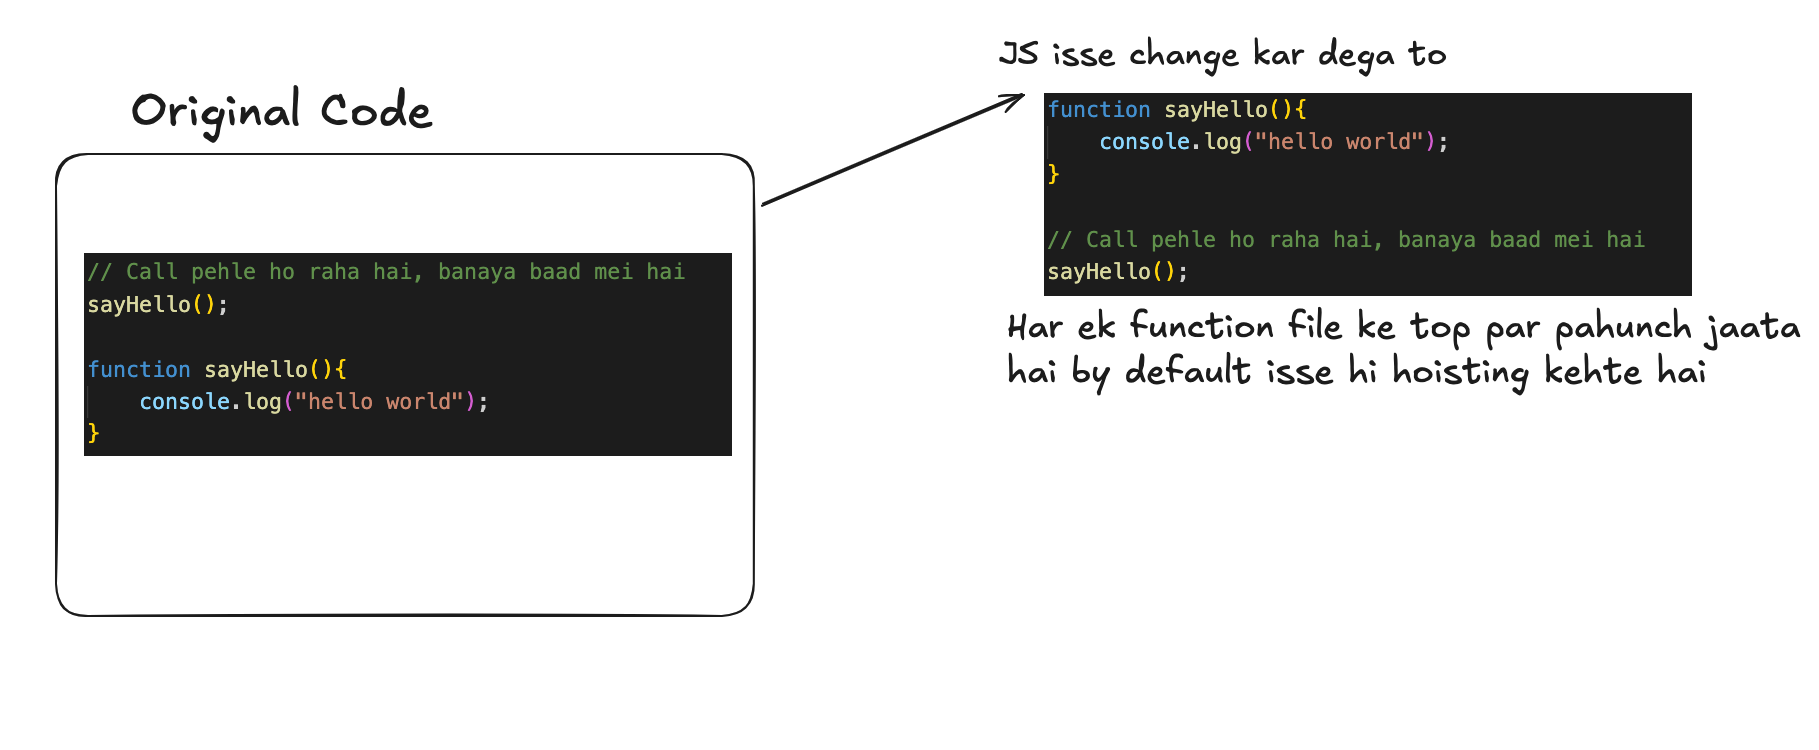 Original Code
// Call pehle ho raha hai, banaya baad mei hai
sayHello();
function sayHello(){
    console.log("hello world");
}
JS isse change kar dega to
function sayHello(){
    console.log("hello world");
}
// Call pehle ho raha hai, banaya baad mei hai
sayHello();
Har ek function file ke top par pahunch jaata
hai by default isse hi hoisting kehte hai